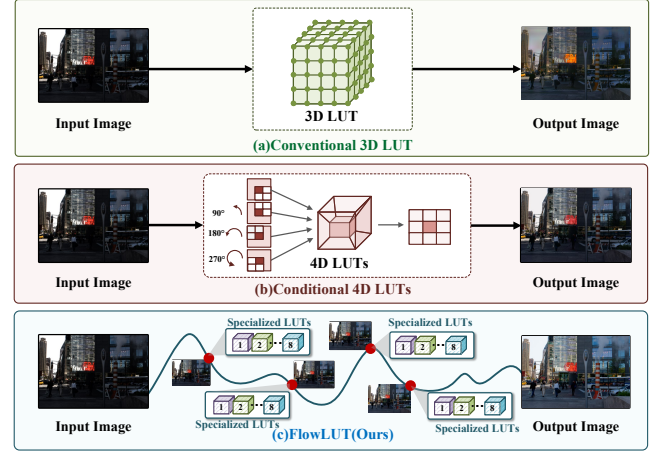 Input Image
3D LUT
Output Image
(a)Conventional 3D LUT
90°
180°
270°
Input Image
4D LUTs
Output Image
(b)Conditional 4D LUTs
Specialized LUTs
1 2 8
Specialized LUTs
1 2 8
1 2 8
Specialized LUTs
1 2 8
Specialized LUTs
Input Image
(c)FlowLUT(Ours)
Output Image